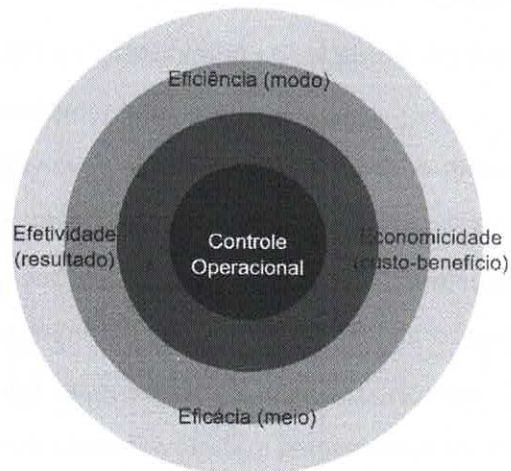 Eficiência (modo)
Efetividade
(resultado)
Controle
Operacional
Economicidade
(custo-benefício)
Eficácia (meio)